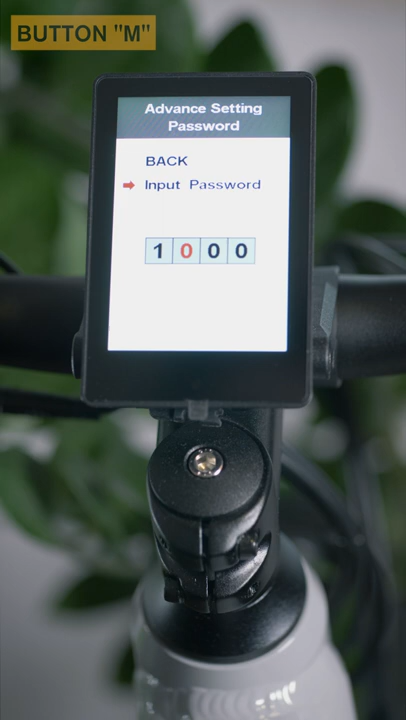 BUTTON "M"
Advance Setting
Password
BACK
Input Password
1000